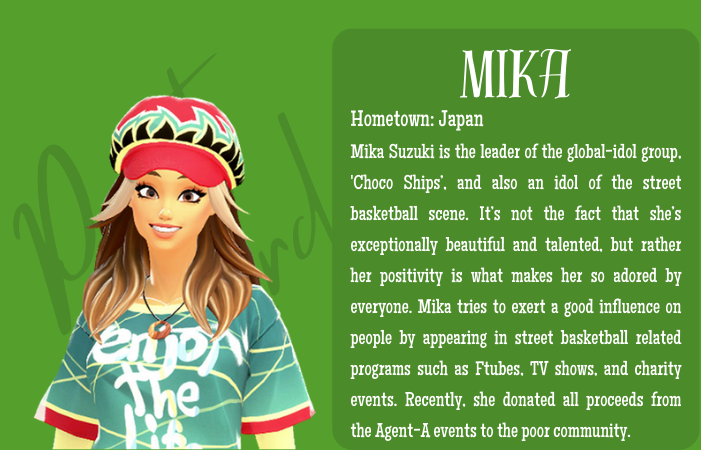 MIKA
Hometown: Japan
Mika Suzuki is the leader of the global-idol group,
'Choco Ships', and also an idol of the street
basketball scene. It's not the fact that she's
exceptionally beautiful and talented, but rather
her positivity is what makes her so adored by
everyone. Mika tries to exert a good influence on
people by appearing in street basketball related
programs such as Ftubes, TV shows, and charity
events. Recently, she donated all proceeds from
the Agent-A events to the poor community.
enjoy
the